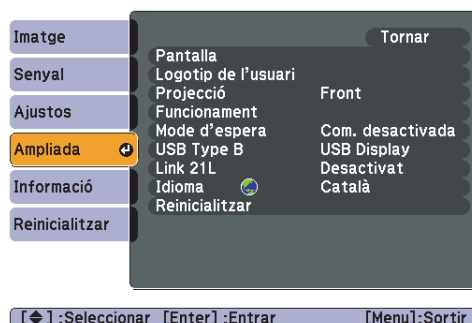 Imatge
Senyal
Ajustos
Ampliada
Informació
Reinicialitzar
Tornar
Pantalla
Logotip de l'usuari
Projecció Front
Funcionament
Mode d'espera Com. desactivada
USB Type B USB Display
Link 21L Desactivat
Idioma Català
Reinicialitzar
[◆] :Seleccionar [Enter] :Entrar [Menu]:Sortir